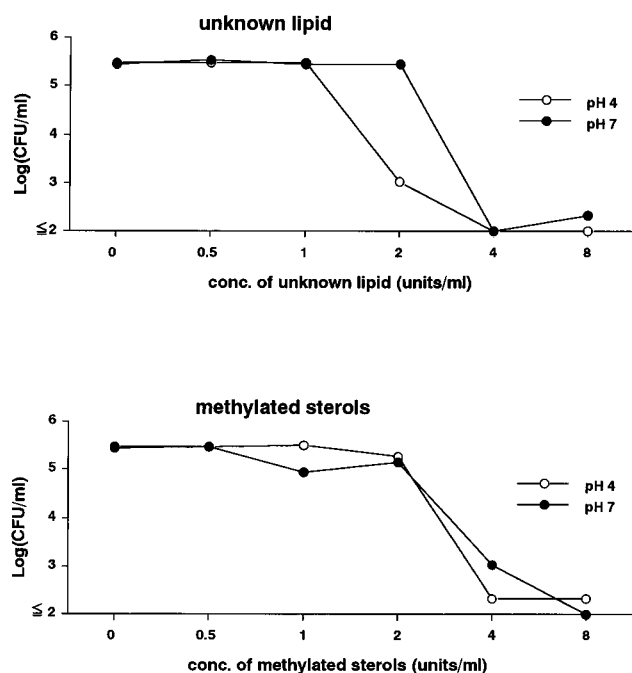 unknown lipid
6
5
4
3
≦2
Log(CFU/ml)
pH 4
pH 7
0 0.5 1 2 4 8
conc. of unknown lipid (units/ml)
methylated sterols
6
5
4
3
≦2
Log(CFU/ml)
pH 4
pH 7
0 0.5 1 2 4 8
conc. of methylated sterols (units/ml)